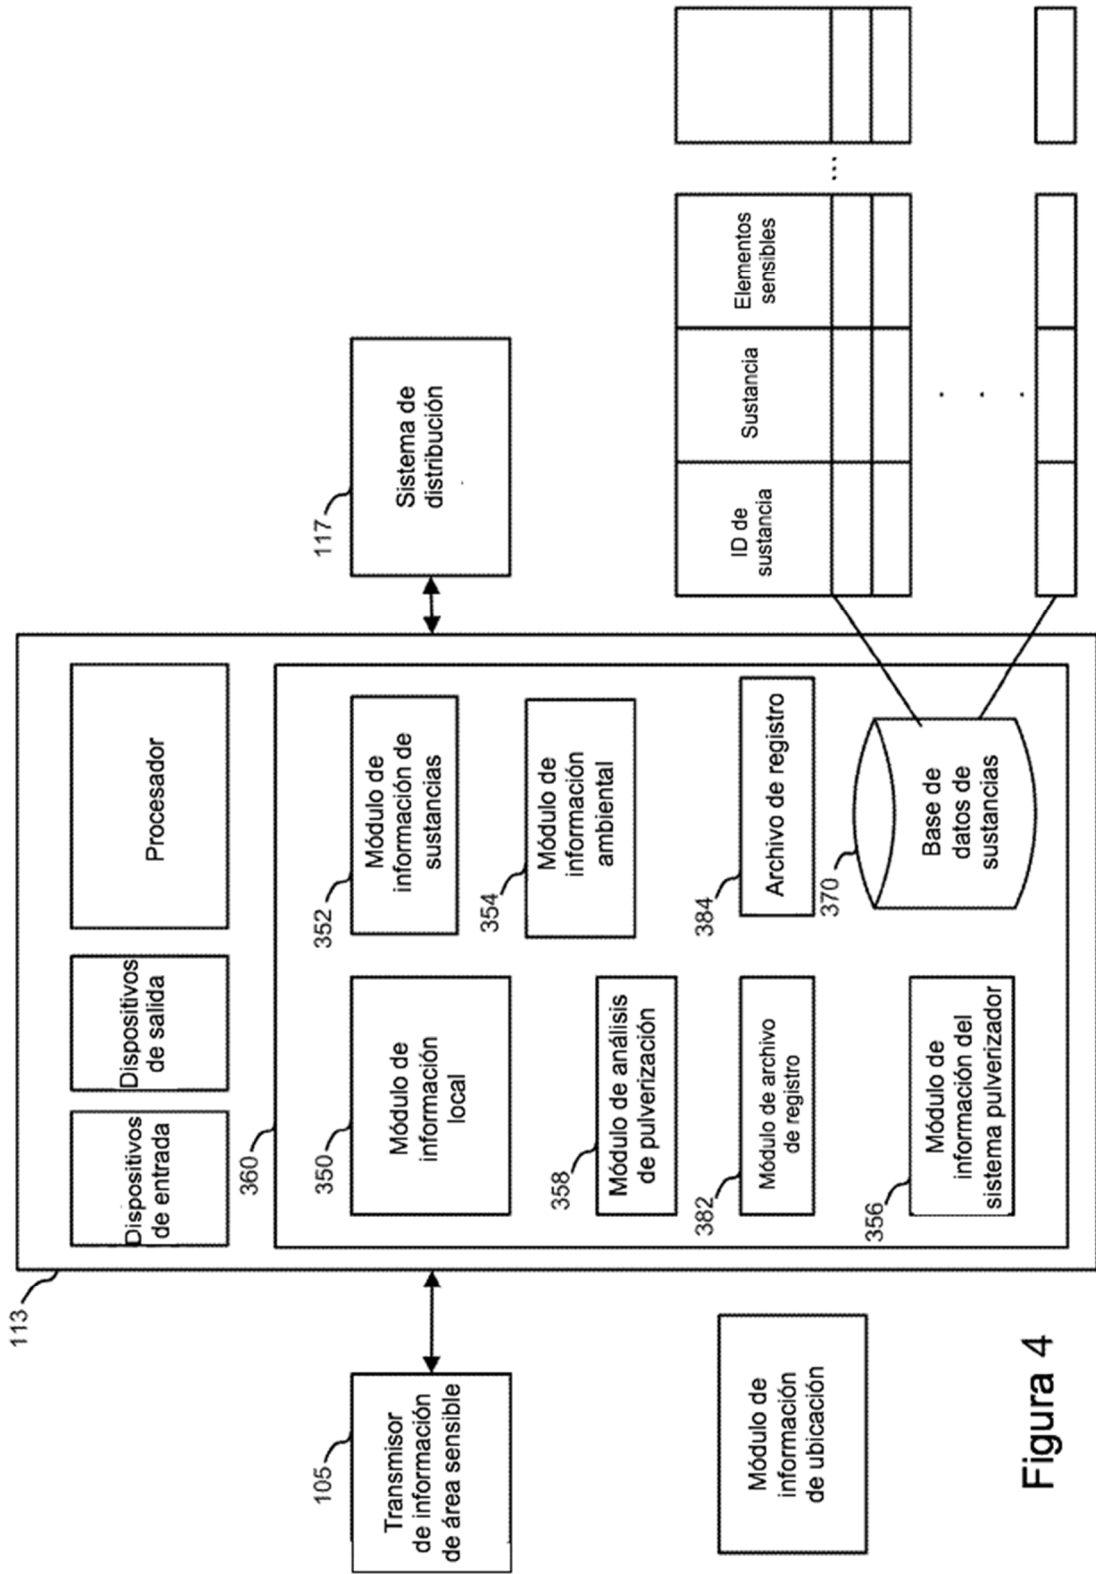 113
Dispositivos
de entrada
Dispositivos
de salida
Procesador
360
105
Transmisor
de información
de área sensible
350
Módulo de
información
local
352
Módulo de
información de
sustancias
117
Sistema de
distribución
354
Módulo de
información
ambiental
358
Módulo de análisis
de pulverización
382
Módulo de archivo
de registro
384
Archivo de registro
356
Módulo de
información del
sistema pulverizador
370
Base de
datos de
sustancias
ID de
sustancia
Sustancia
Elementos
sensibles
...
. . .
Módulo de
información
de ubicación
Figura 4